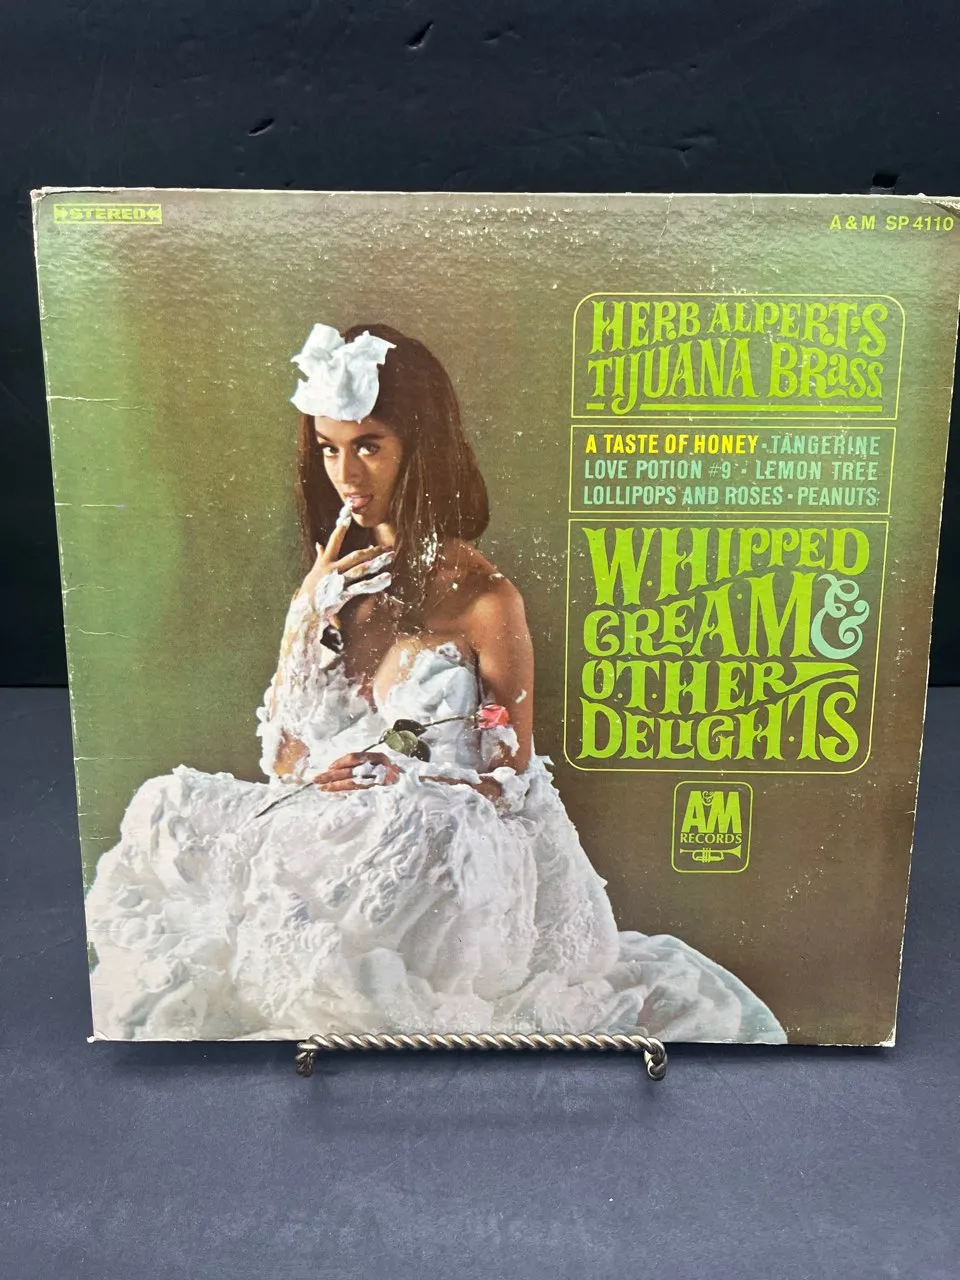 STEREO
A & M SP 4110
HERB ALPERT'S
TIJUANA BRASS
A TASTE OF HONEY · TANGERINE
LOVE POTION #9 · LEMON TREE
LOLLIPOPS AND ROSES · PEANUTS
WHIPPED
CREAM &
OTHER
DELIGHTS
A&M
RECORDS